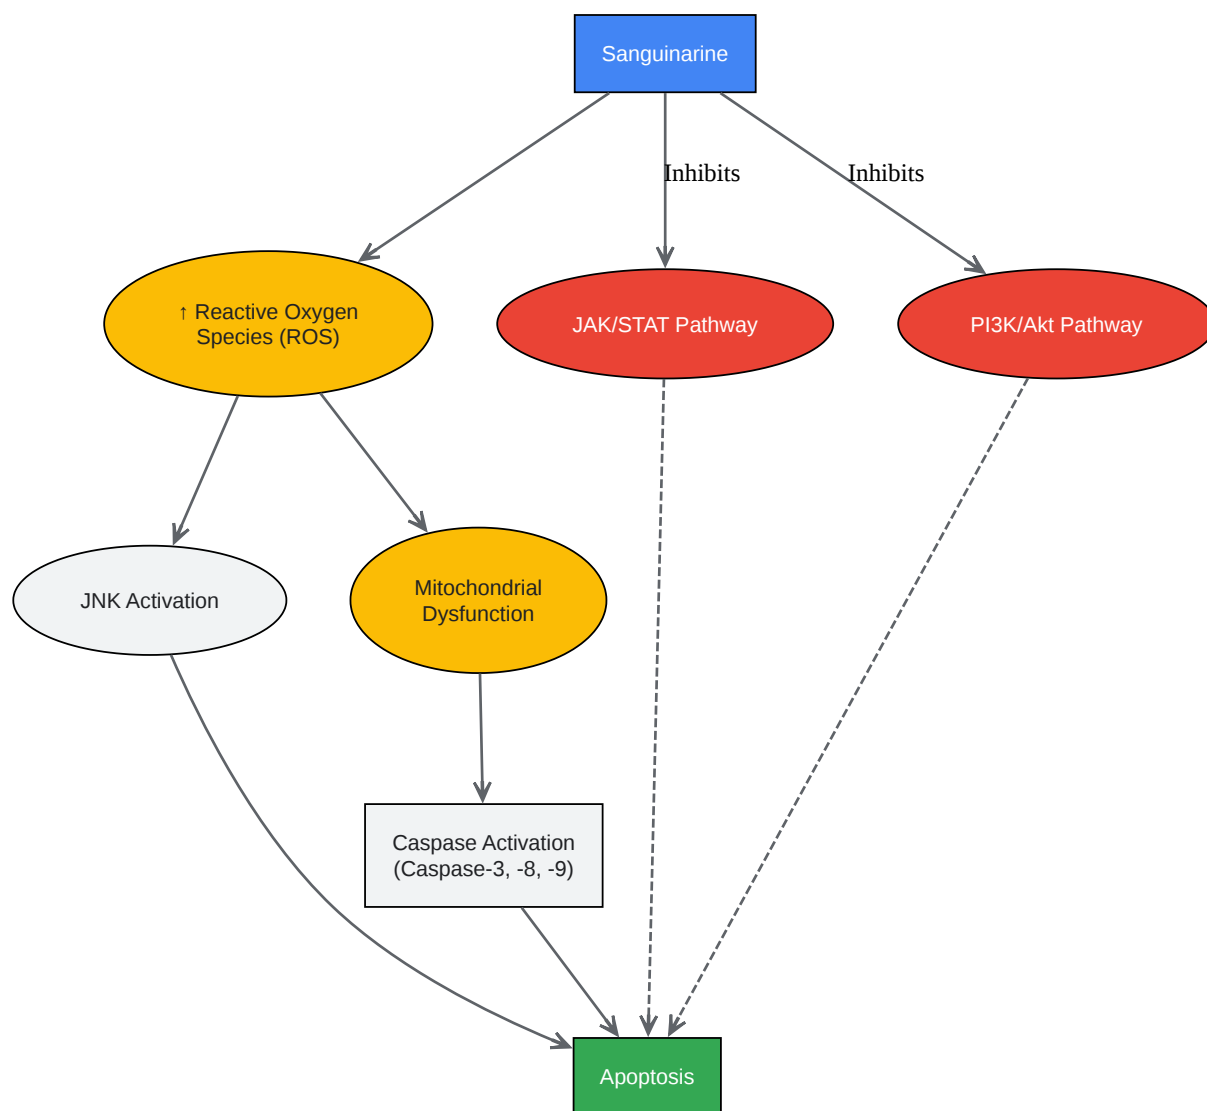 Sanguinarine
Inhibits
Inhibits
↑ Reactive Oxygen
Species (ROS)
JAK/STAT Pathway
PI3K/Akt Pathway
JNK Activation
Mitochondrial
Dysfunction
Caspase Activation
(Caspase-3, -8, -9)
Apoptosis